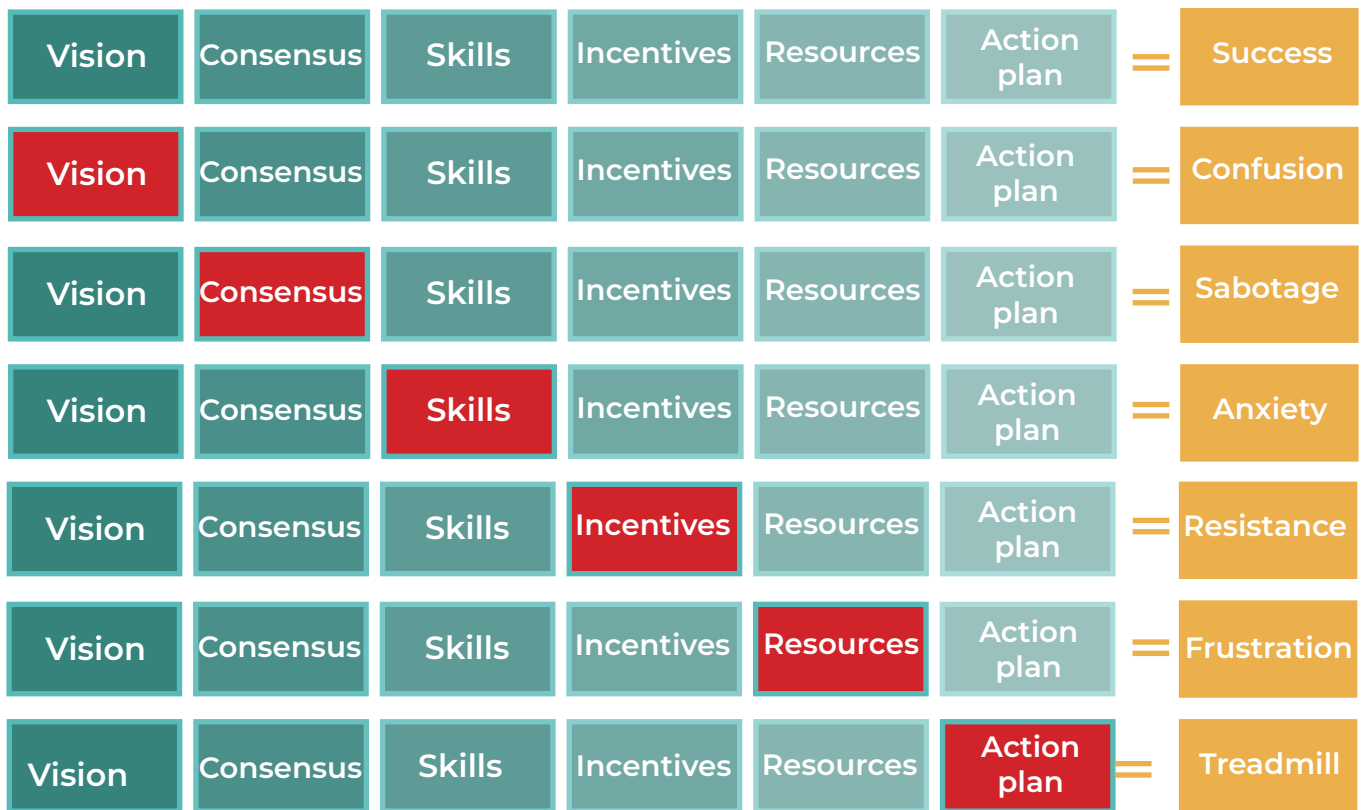 Vision Consensus Skills Incentives Resources Action plan = Success
Vision Consensus Skills Incentives Resources Action plan = Confusion
Vision Consensus Skills Incentives Resources Action plan = Sabotage
Vision Consensus Skills Incentives Resources Action plan = Anxiety
Vision Consensus Skills Incentives Resources Action plan = Resistance
Vision Consensus Skills Incentives Resources Action plan = Frustration
Vision Consensus Skills Incentives Resources Action plan = Treadmill